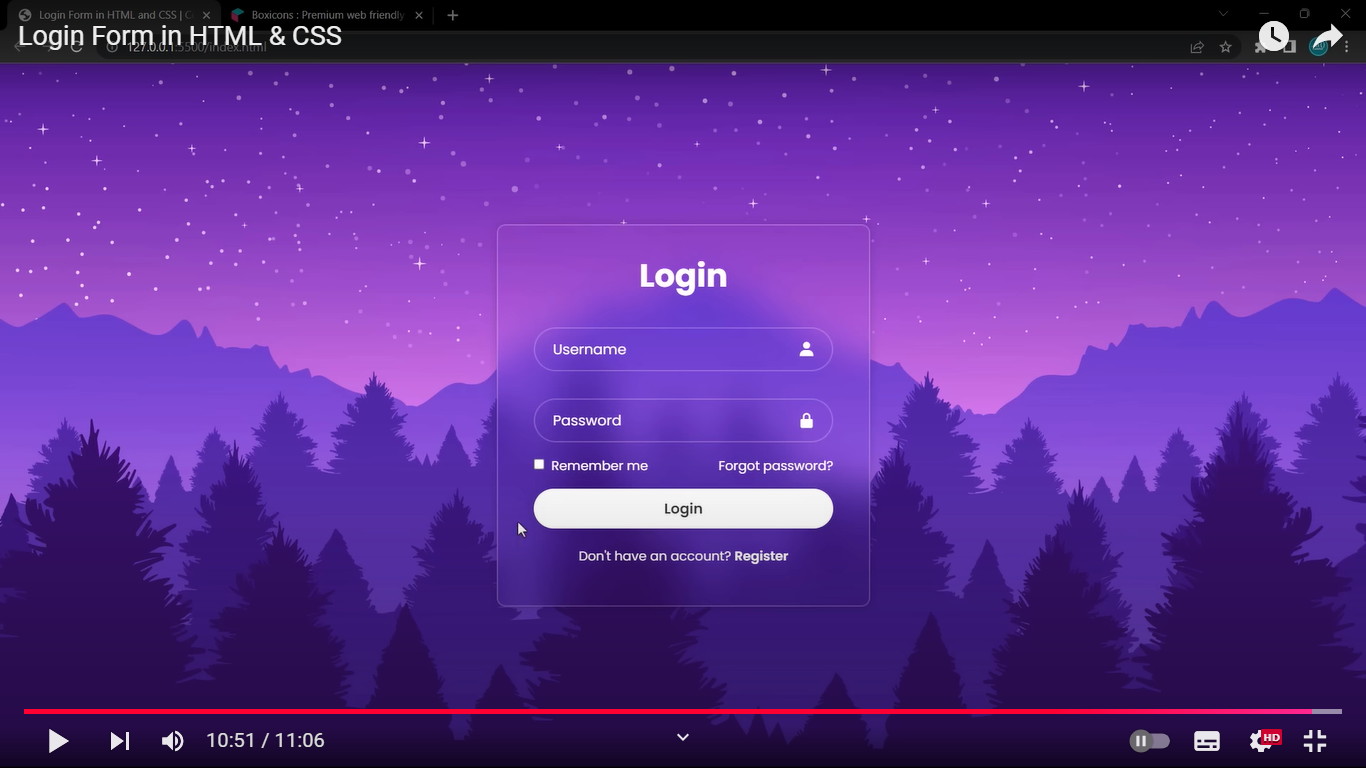 Login Form in HTML and CSS | C
Boxicons : Premium web friendly
Login Form in HTML & CSS
127.0.0.1:5500/index.html
Login
Username
Password
Remember me
Forgot password?
Login
Don't have an account? Register
10:51 / 11:06
HD